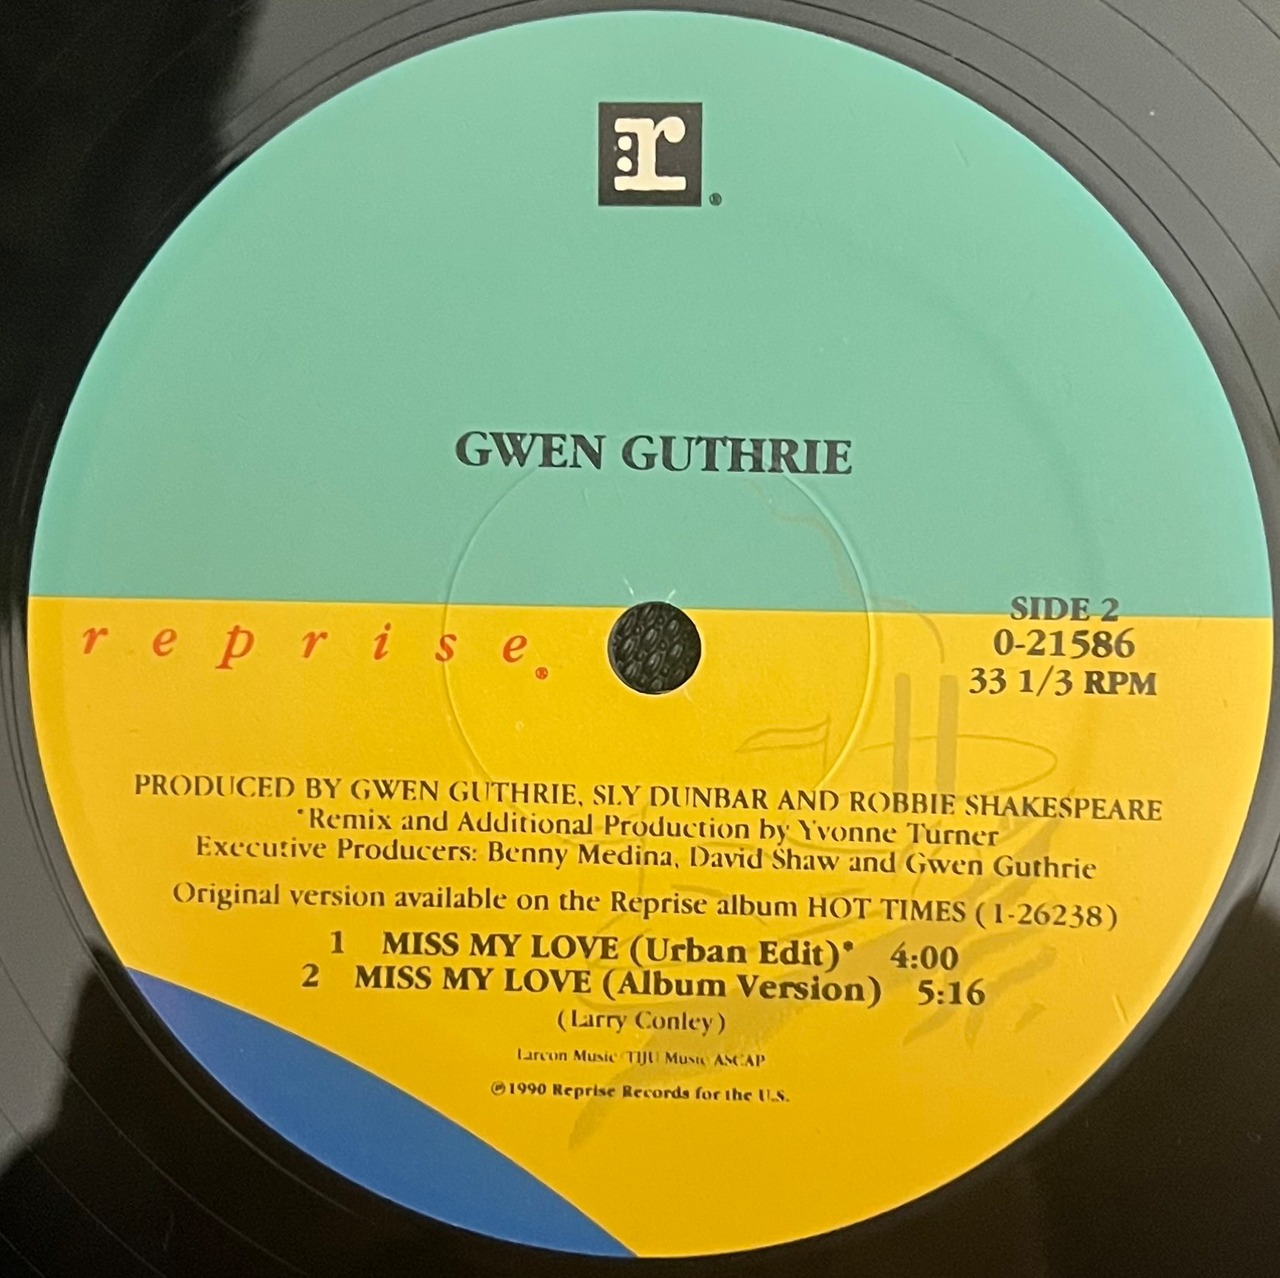 r ®
GWEN GUTHRIE
SIDE 2
0-21586
33 1/3 RPM
reprise®
PRODUCED BY GWEN GUTHRIE, SLY DUNBAR AND ROBBIE SHAKESPEARE
*Remix and Additional Production by Yvonne Turner
Executive Producers: Benny Medina, David Shaw and Gwen Guthrie
Original version available on the Reprise album HOT TIMES (1-26238)
1 MISS MY LOVE (Urban Edit)* 4:00
2 MISS MY LOVE (Album Version) 5:16
(Larry Conley)
Larcon Music/TIJU Music ASCAP
℗1990 Reprise Records for the U.S.